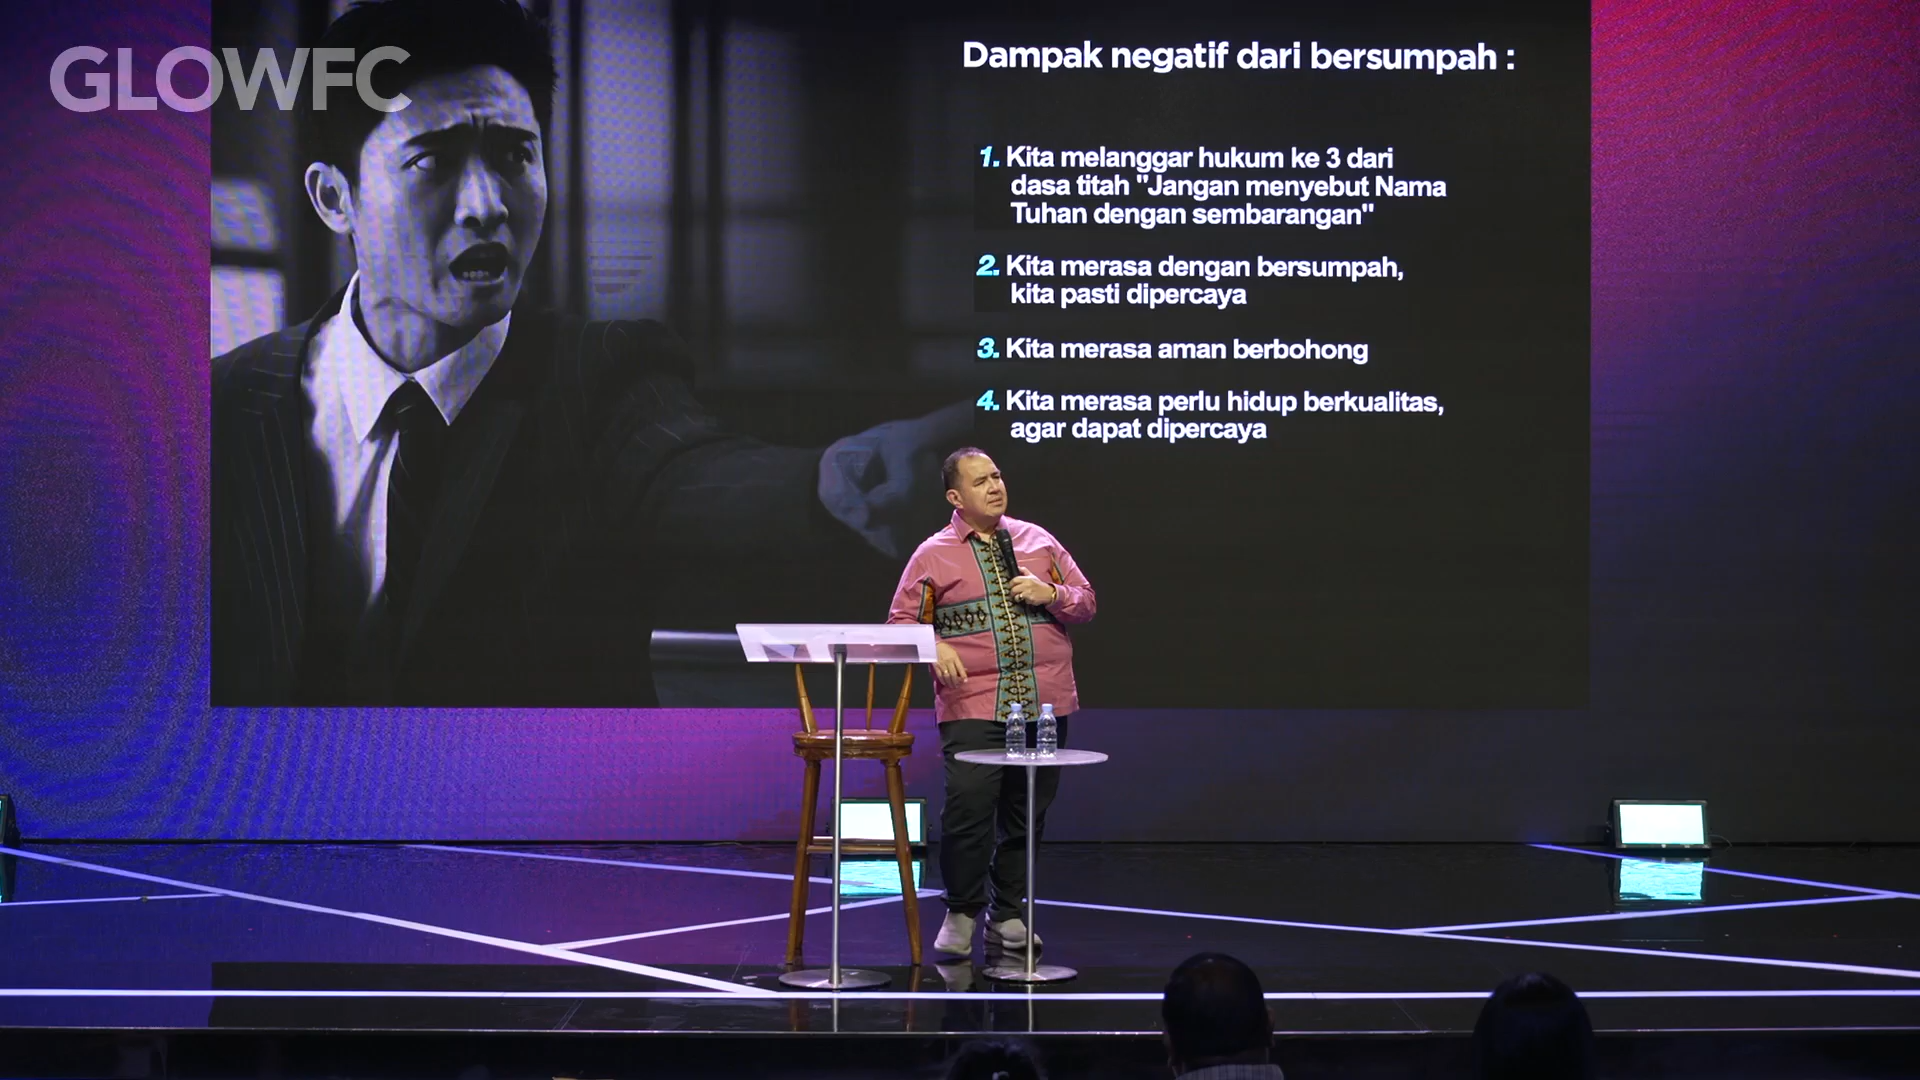 GLOWFC
Dampak negatif dari bersumpah :
1. Kita melanggar hukum ke 3 dari
dasa titah "Jangan menyebut Nama
Tuhan dengan sembarangan"
2. Kita merasa dengan bersumpah,
kita pasti dipercaya
3. Kita merasa aman berbohong
4. Kita merasa perlu hidup berkualitas,
agar dapat dipercaya